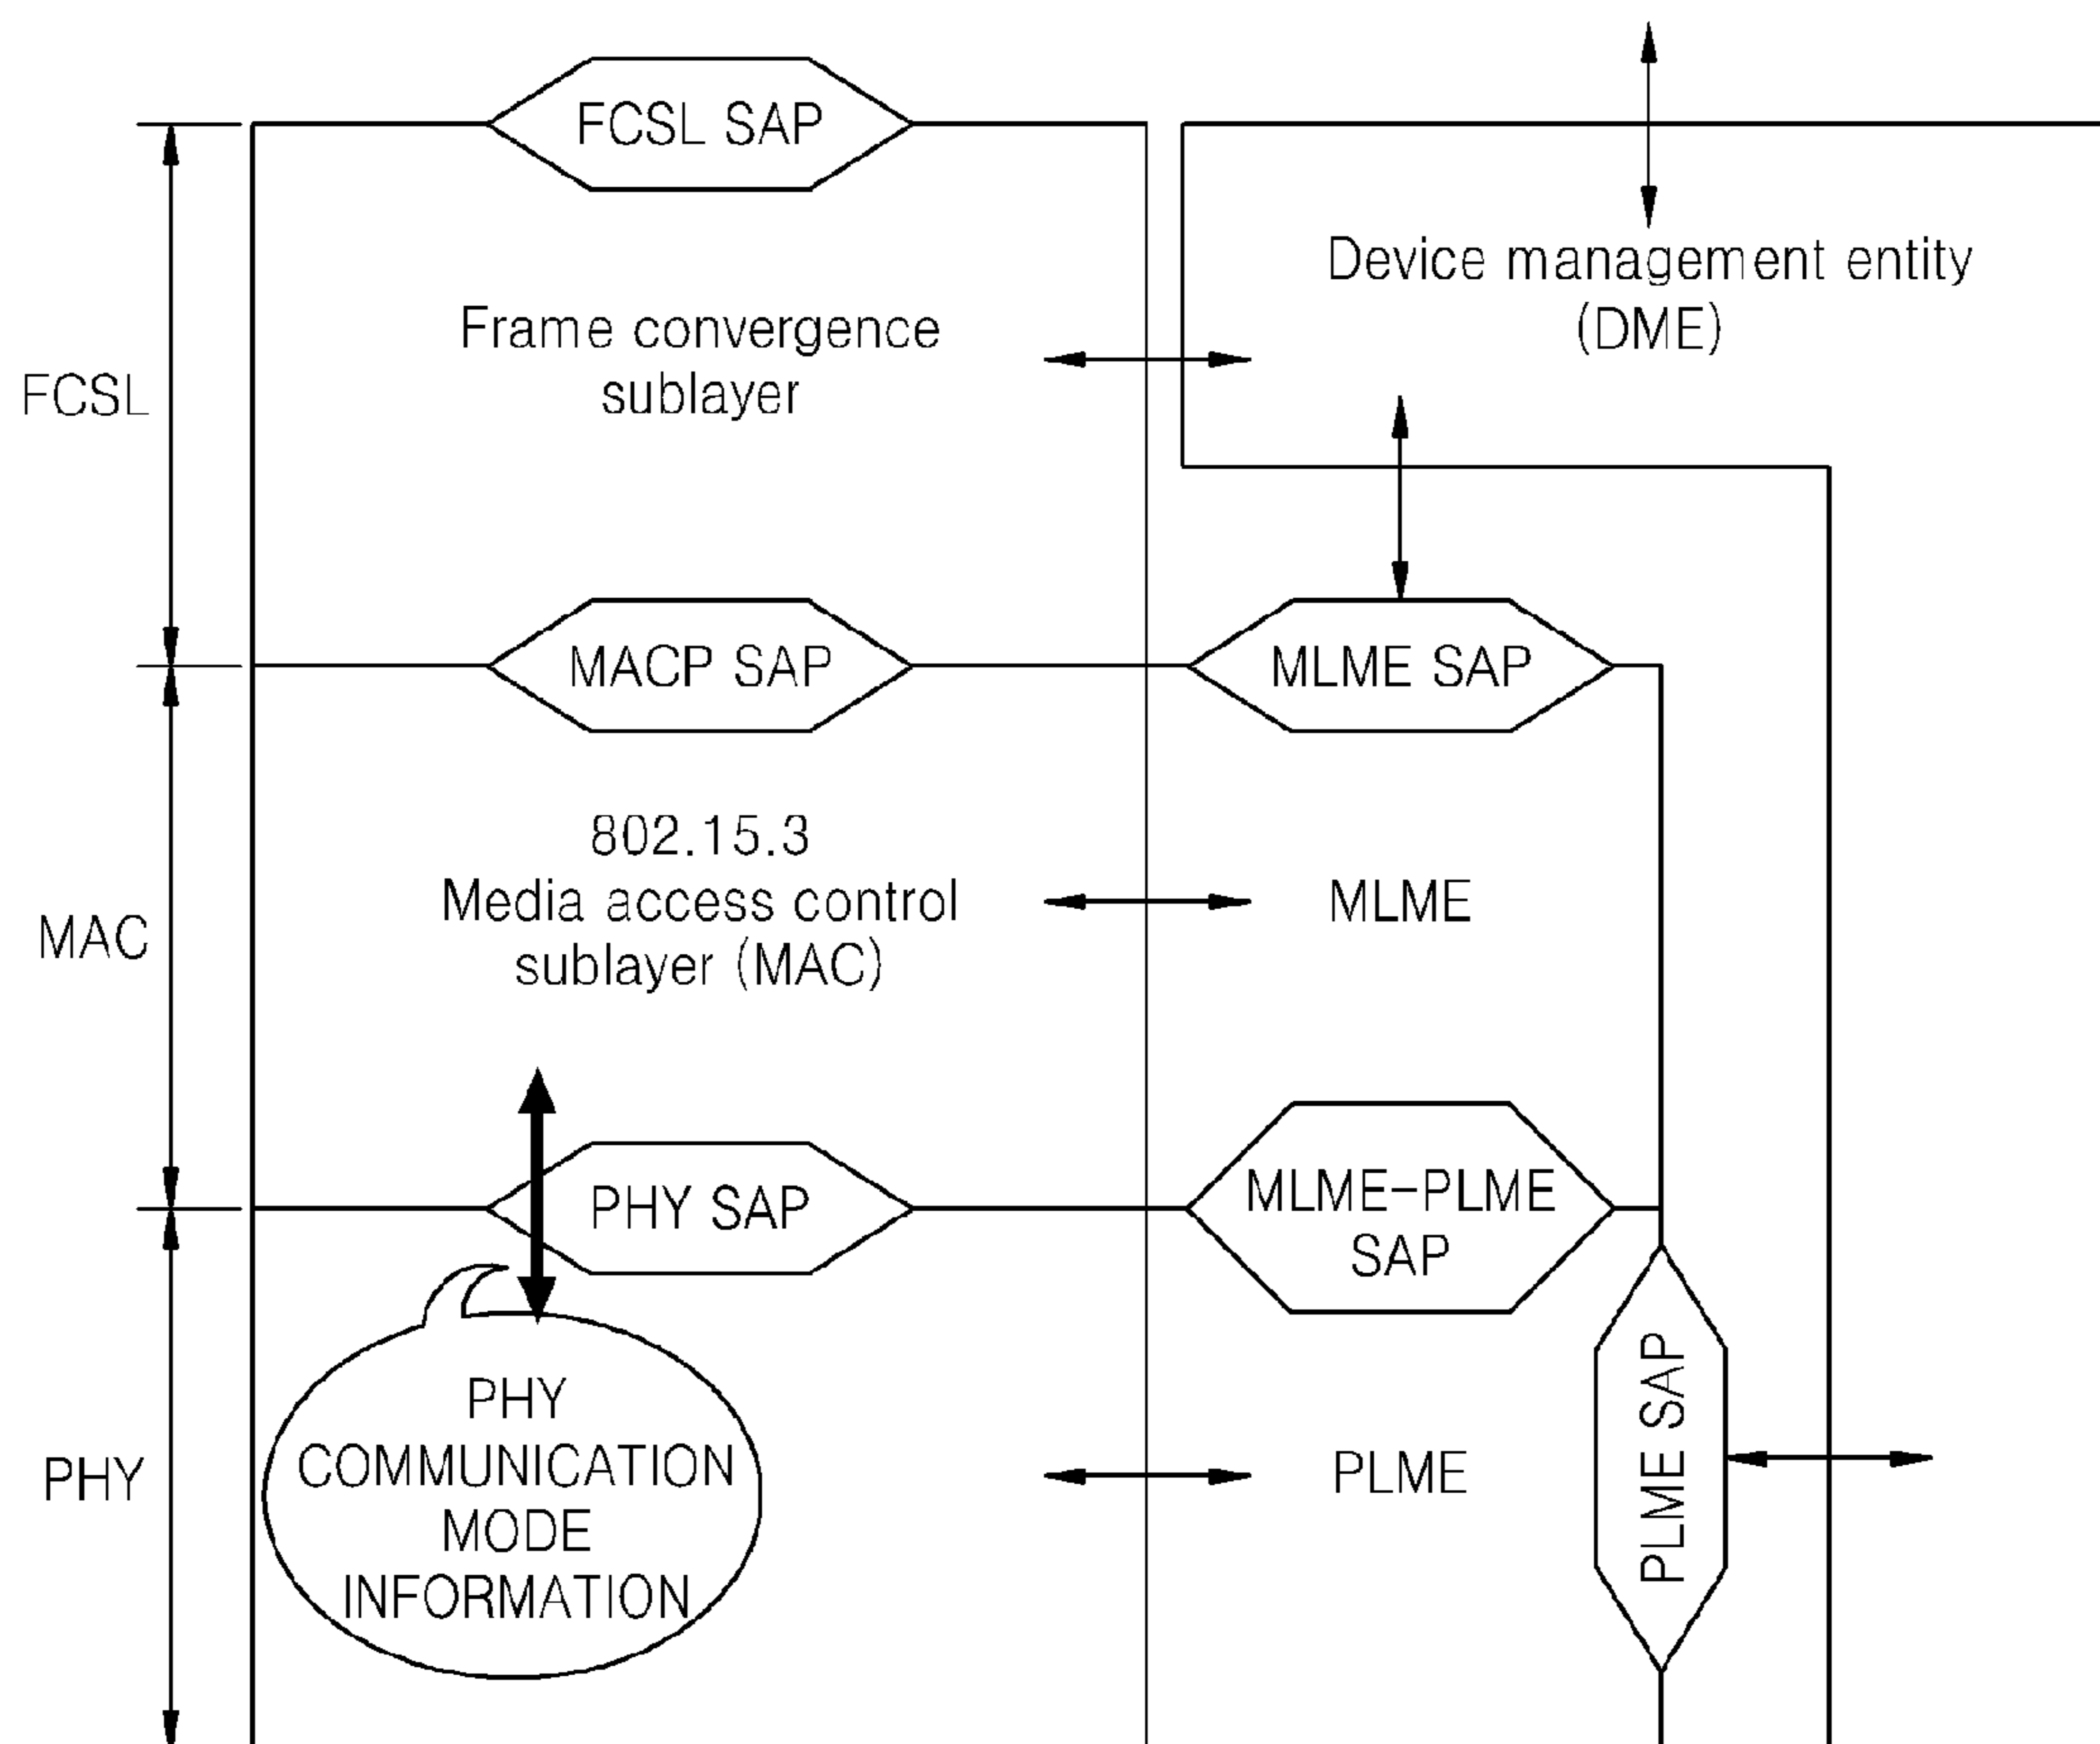 FCSL SAP
Device management entity
(DME)
Frame convergence
sublayer
FCSL
MACP SAP
MLME SAP
802.15.3
Media access control
sublayer (MAC)
MLME
MAC
PHY SAP
MLME-PLME
SAP
PHY
COMMUNICATION
MODE
INFORMATION
PHY
PLME
PLME SAP